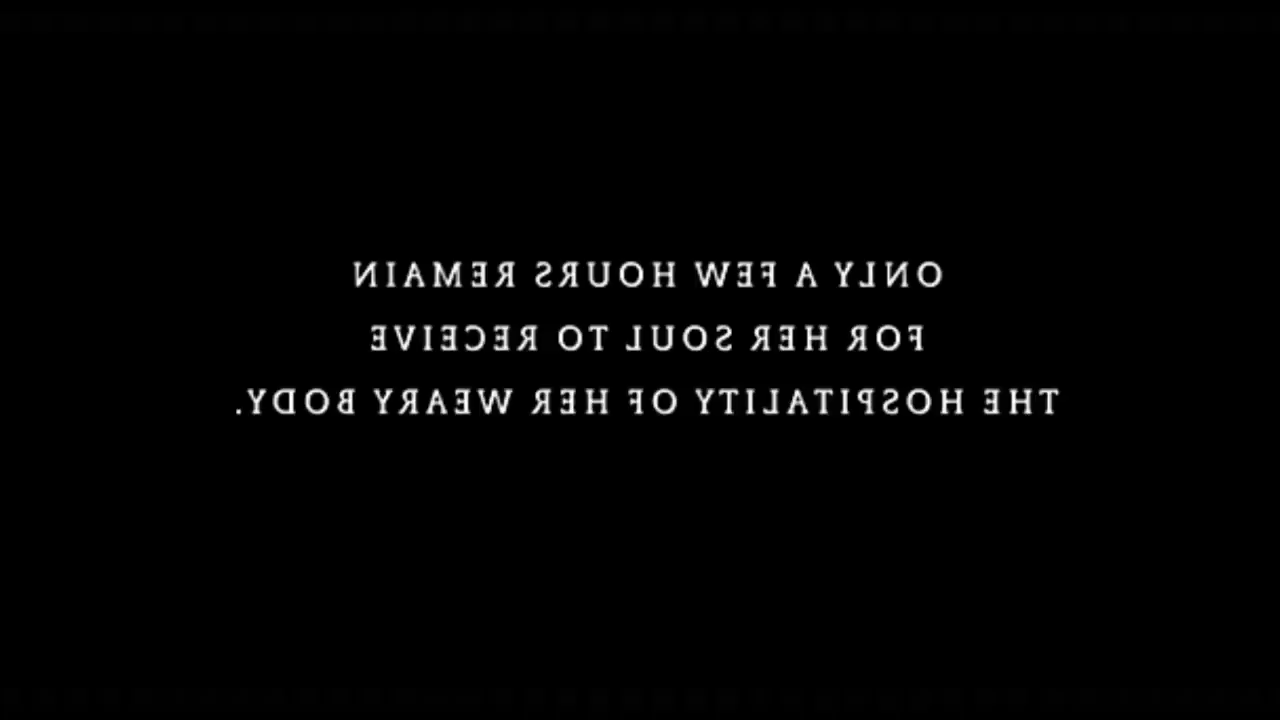 ONLY A FEW HOURS REMAIN
FOR HER SOUL TO RECEIVE
THE HOSPITALITY OF HER WEARY BODY.